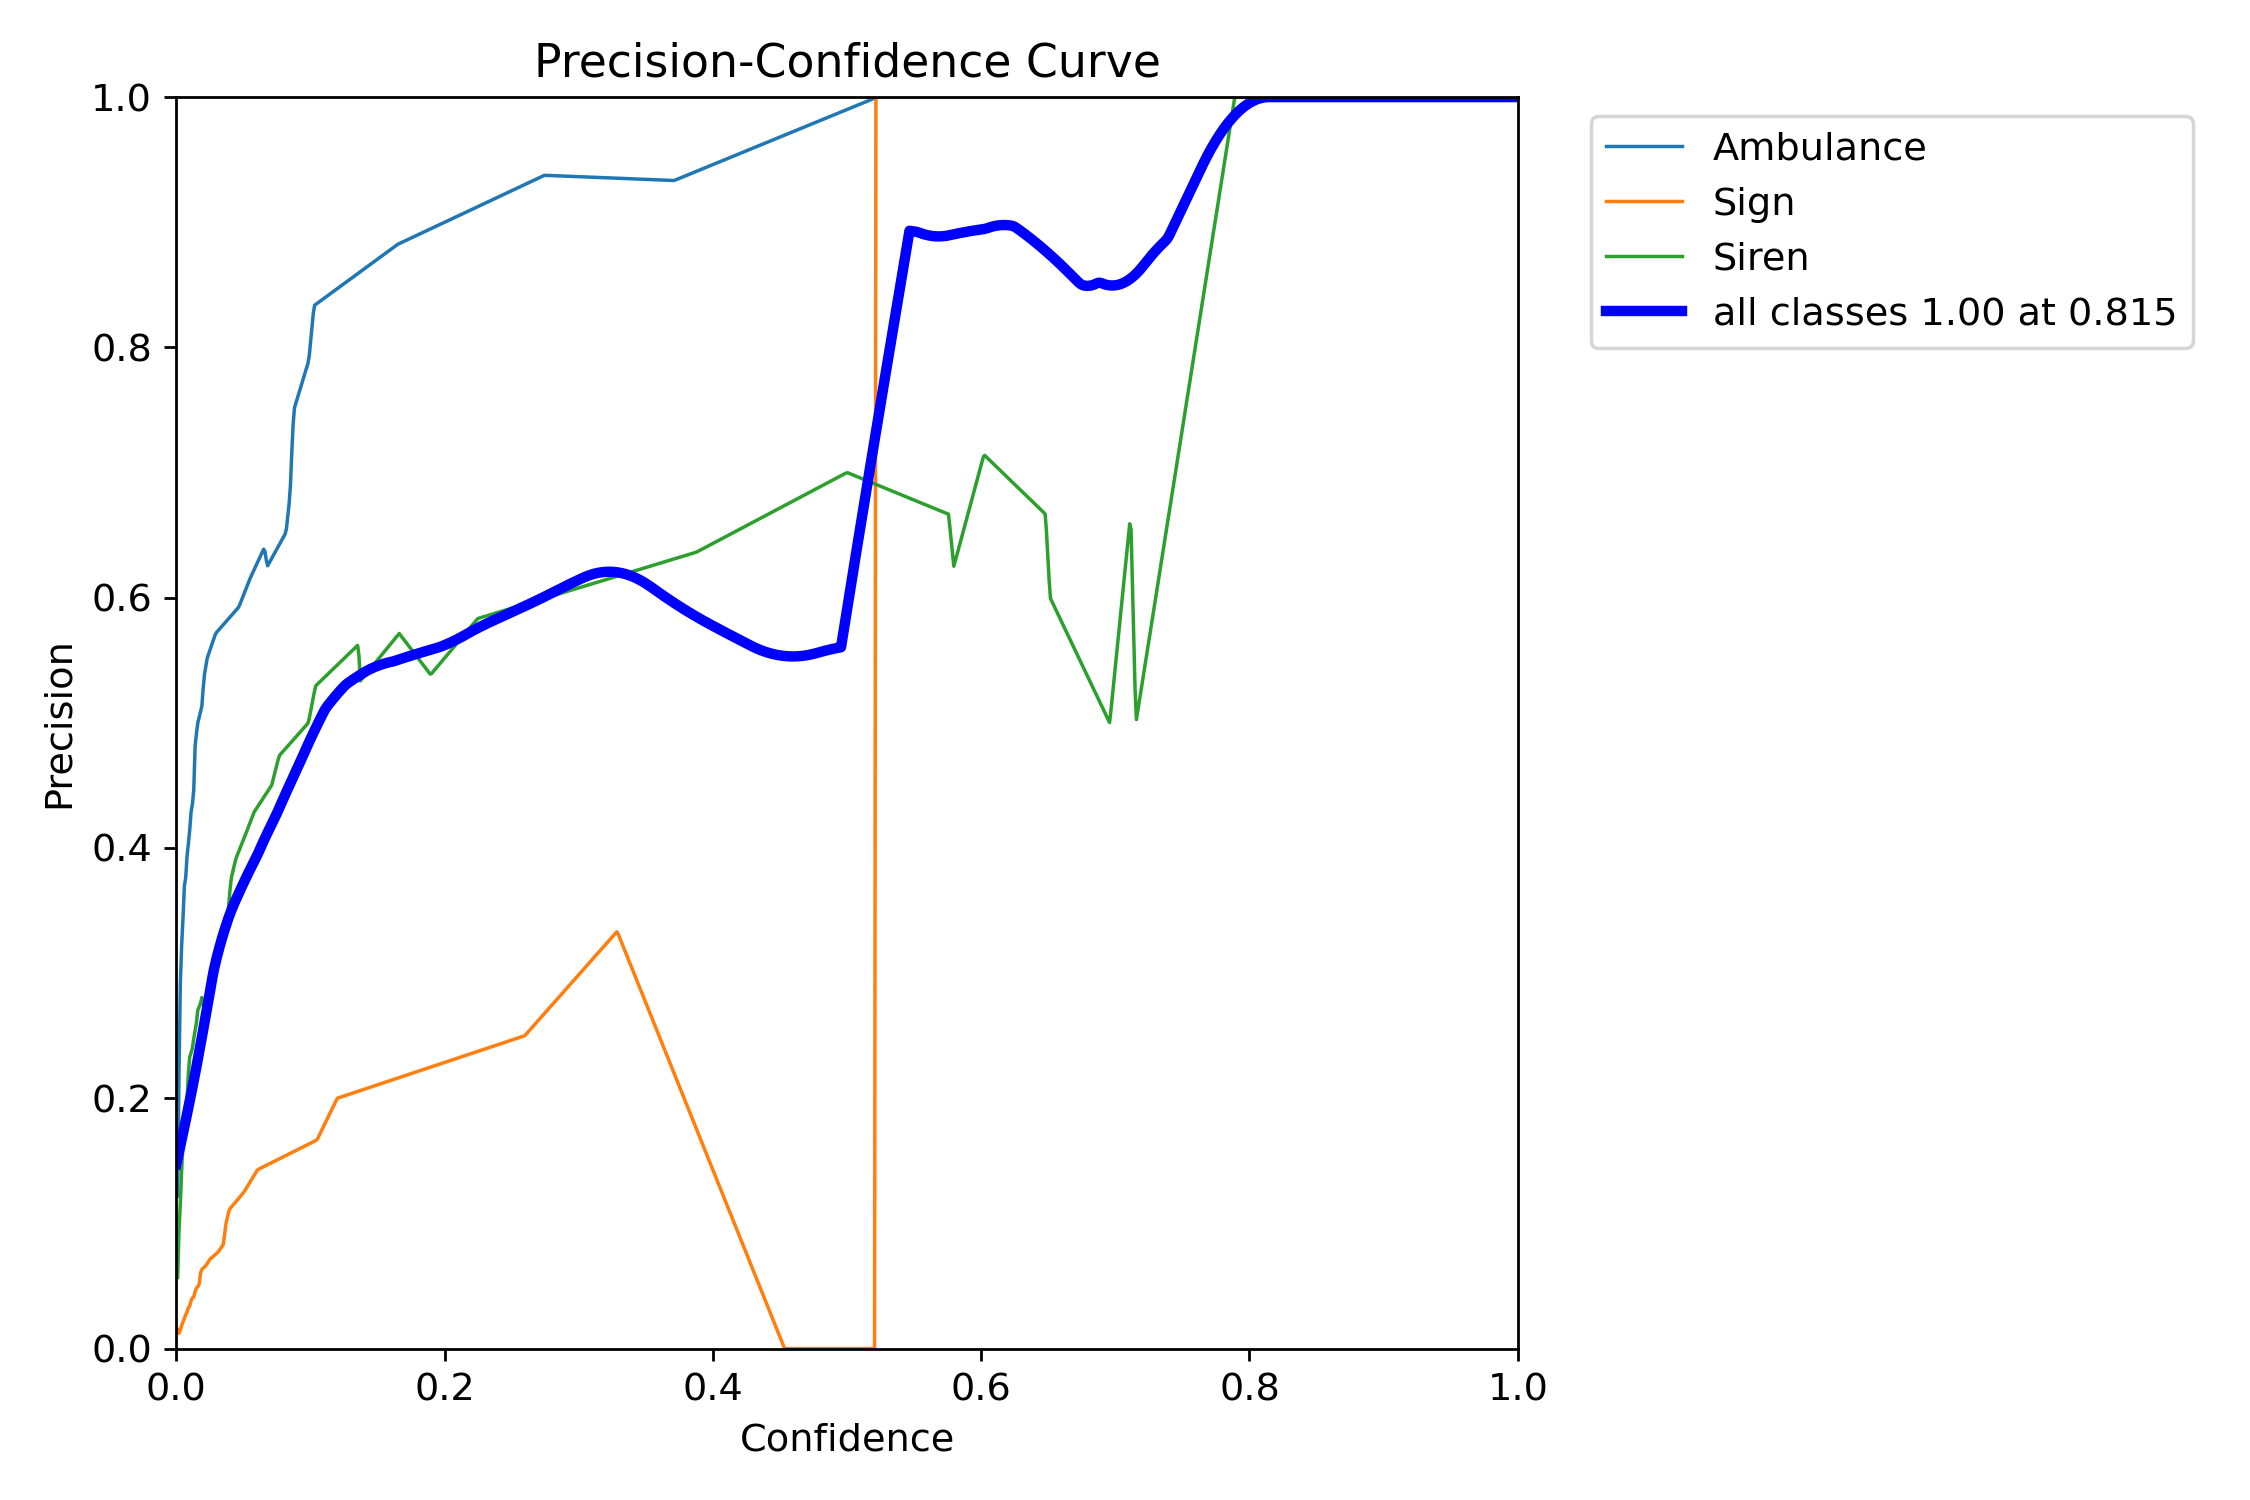 Precision-Confidence Curve
1.0
0.8
0.6
0.4
0.2
0.0
Precision
0.0 0.2 0.4 0.6 0.8 1.0
Confidence
Ambulance
Sign
Siren
all classes 1.00 at 0.815